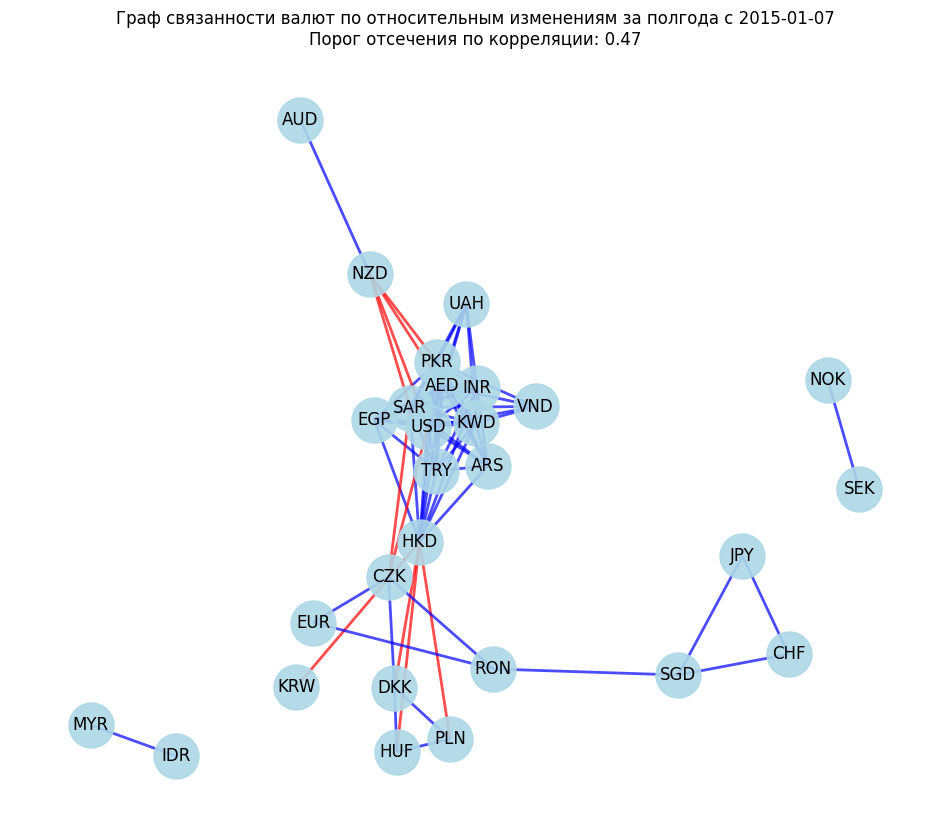 Граф связанности валют по относительным изменениям за полгода с 2015-01-07
Порог отсечения по корреляции: 0.47
AUD
NZD
UAH
PKR
AED
INR
NOK
SAR
VND
EGP
USD
KWD
TRY
ARS
SEK
HKD
JPY
CZK
EUR
CHF
RON
SGD
KRW
DKK
MYR
PLN
HUF
IDR